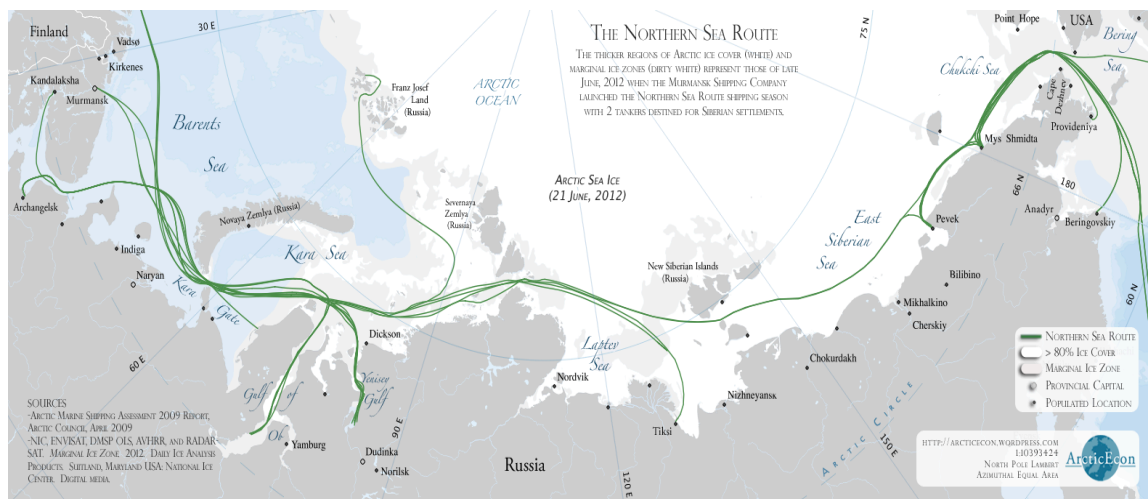 THE NORTHERN SEA ROUTE
THE THICKER REGIONS OF ARCTIC ICE COVER (WHITE) AND
MARGINAL ICE ZONES (DIRTY WHITE) REPRESENT THOSE OF LATE
JUNE, 2012 WHEN THE MURMANSK SHIPPING COMPANY
LAUNCHED THE NORTHERN SEA ROUTE SHIPPING SEASON
WITH 2 TANKERS DESTINED FOR SIBERIAN SETTLEMENTS.
Finland
30 E
75 N
Point Hope
USA
Bering
Sea
Vadsø
Kirkenes
Kandalaksha
Murmansk
Franz Josef
Land
(Russia)
ARCTIC
OCEAN
Chukchi Sea
Cape
Dezhnev
Barents
Sea
Provideniya
Mys Shmidta
ARCTIC SEA ICE
(21 JUNE, 2012)
66 N
180
Archangelsk
Novaya Zemlya (Russia)
Severnaya
Zemlya
(Russia)
East
Siberian
Sea
Pevek
Anadyr
Beringovskiy
Indiga
Naryan
Kara Sea
Kara
Gate
New Siberian Islands
(Russia)
Bilibino
Mikhalkino
Cherskiy
60 N
Dickson
Laptev
Sea
Chokurdakh
60 E
Nordvik
Nizhneyansk
Gulf of
Ob
Yenisey
Gulf
Tiksi
Yamburg
90 E
Dudinka
Norilsk
Russia
120 E
150 E
ARCTIC CIRCLE
NORTHERN SEA ROUTE
> 80% ICE COVER
MARGINAL ICE ZONE
PROVINCIAL CAPITAL
POPULATED LOCATION
SOURCES
-ARCTIC MARINE SHIPPING ASSESSMENT 2009 REPORT,
ARCTIC COUNCIL, APRIL 2009
-NIC, ENVISAT, DMSP OLS, AVHRR, AND RADAR-
SAT. MARGINAL ICE ZONE. 2012. DAILY ICE ANALYSIS
PRODUCTS. SUITLAND, MARYLAND USA: NATIONAL ICE
CENTER. DIGITAL MEDIA.
HTTP://ARCTICECON.WORDPRESS.COM
1:10393424
NORTH POLE LAMBERT
AZIMUTHAL EQUAL AREA
ArcticEcon